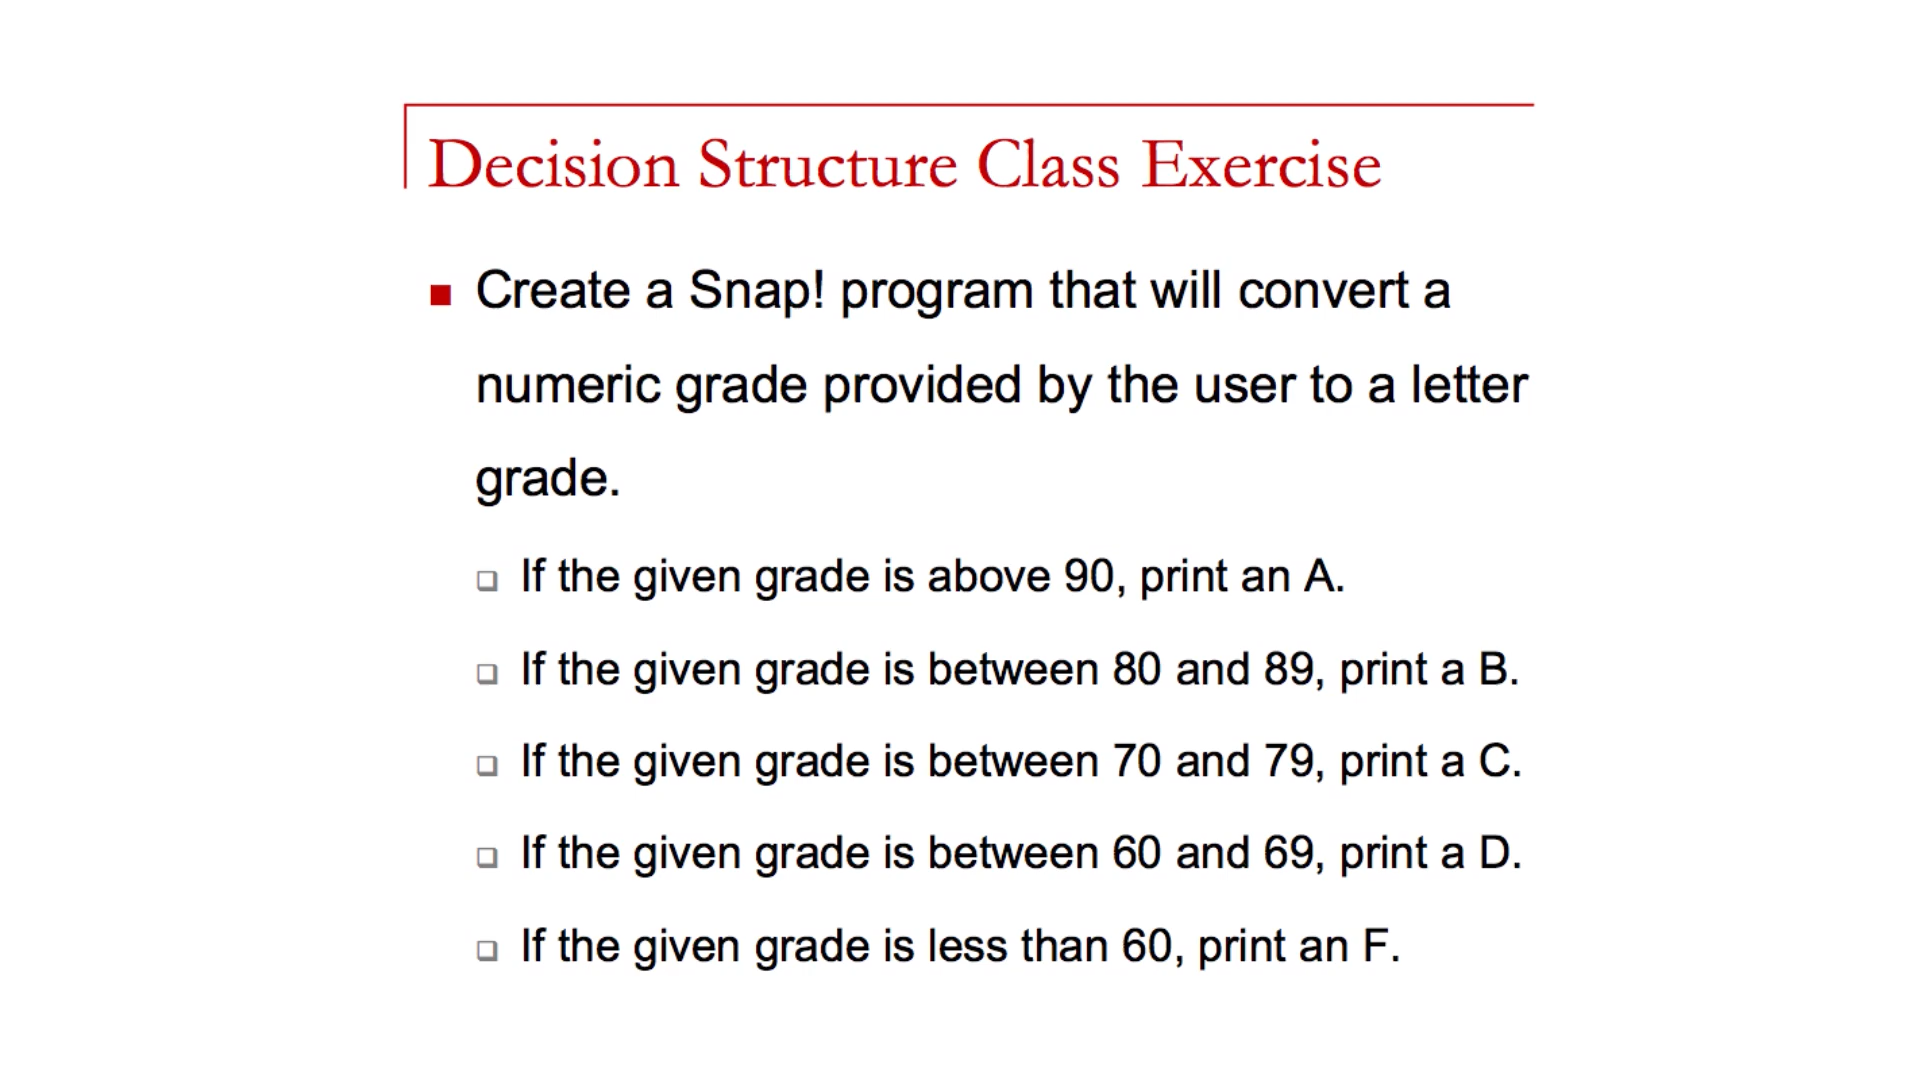 Decision Structure Class Exercise
Create a Snap! program that will convert a
numeric grade provided by the user to a letter
grade.
If the given grade is above 90, print an A.
If the given grade is between 80 and 89, print a B.
If the given grade is between 70 and 79, print a C.
If the given grade is between 60 and 69, print a D.
If the given grade is less than 60, print an F.